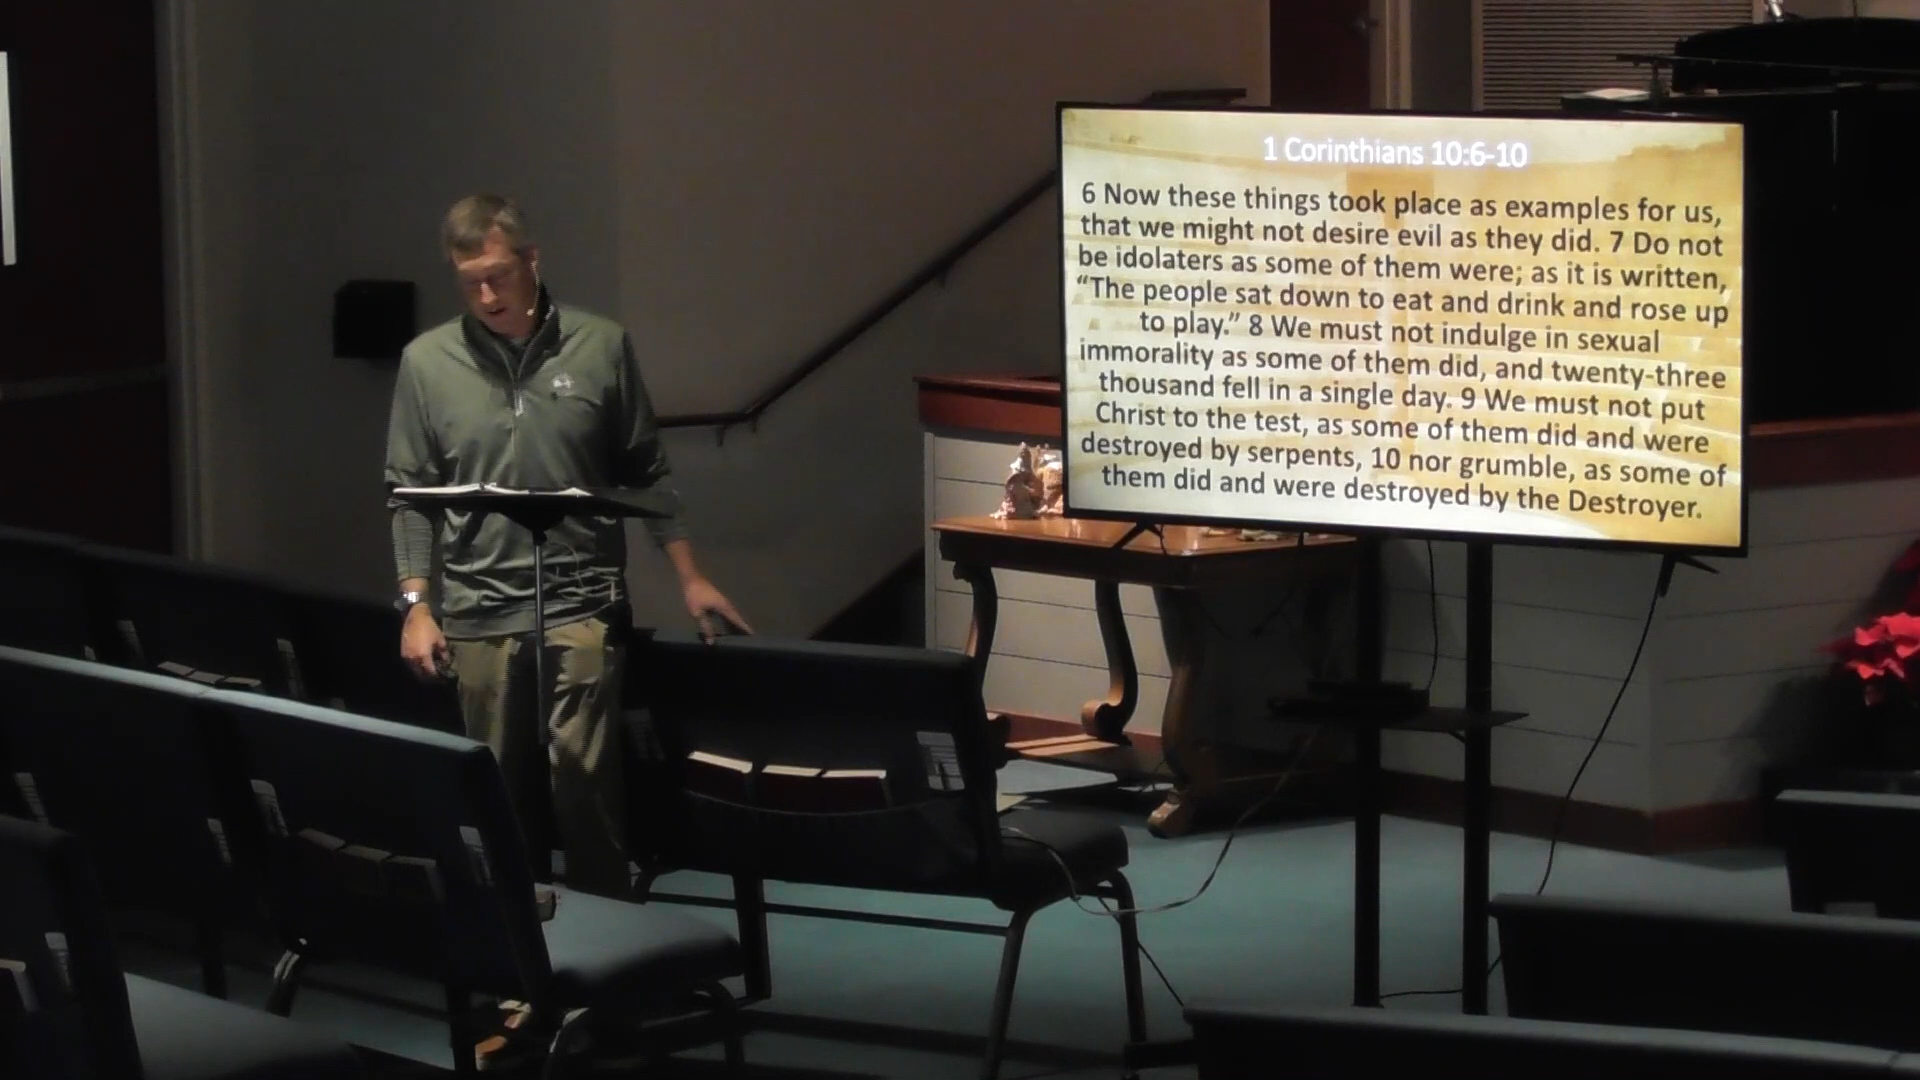 1 Corinthians 10:6-10
6 Now these things took place as examples for us,
that we might not desire evil as they did. 7 Do not
be idolaters as some of them were; as it is written,
“The people sat down to eat and drink and rose up
to play.” 8 We must not indulge in sexual
immorality as some of them did, and twenty-three
thousand fell in a single day. 9 We must not put
Christ to the test, as some of them did and were
destroyed by serpents, 10 nor grumble, as some of
them did and were destroyed by the Destroyer.